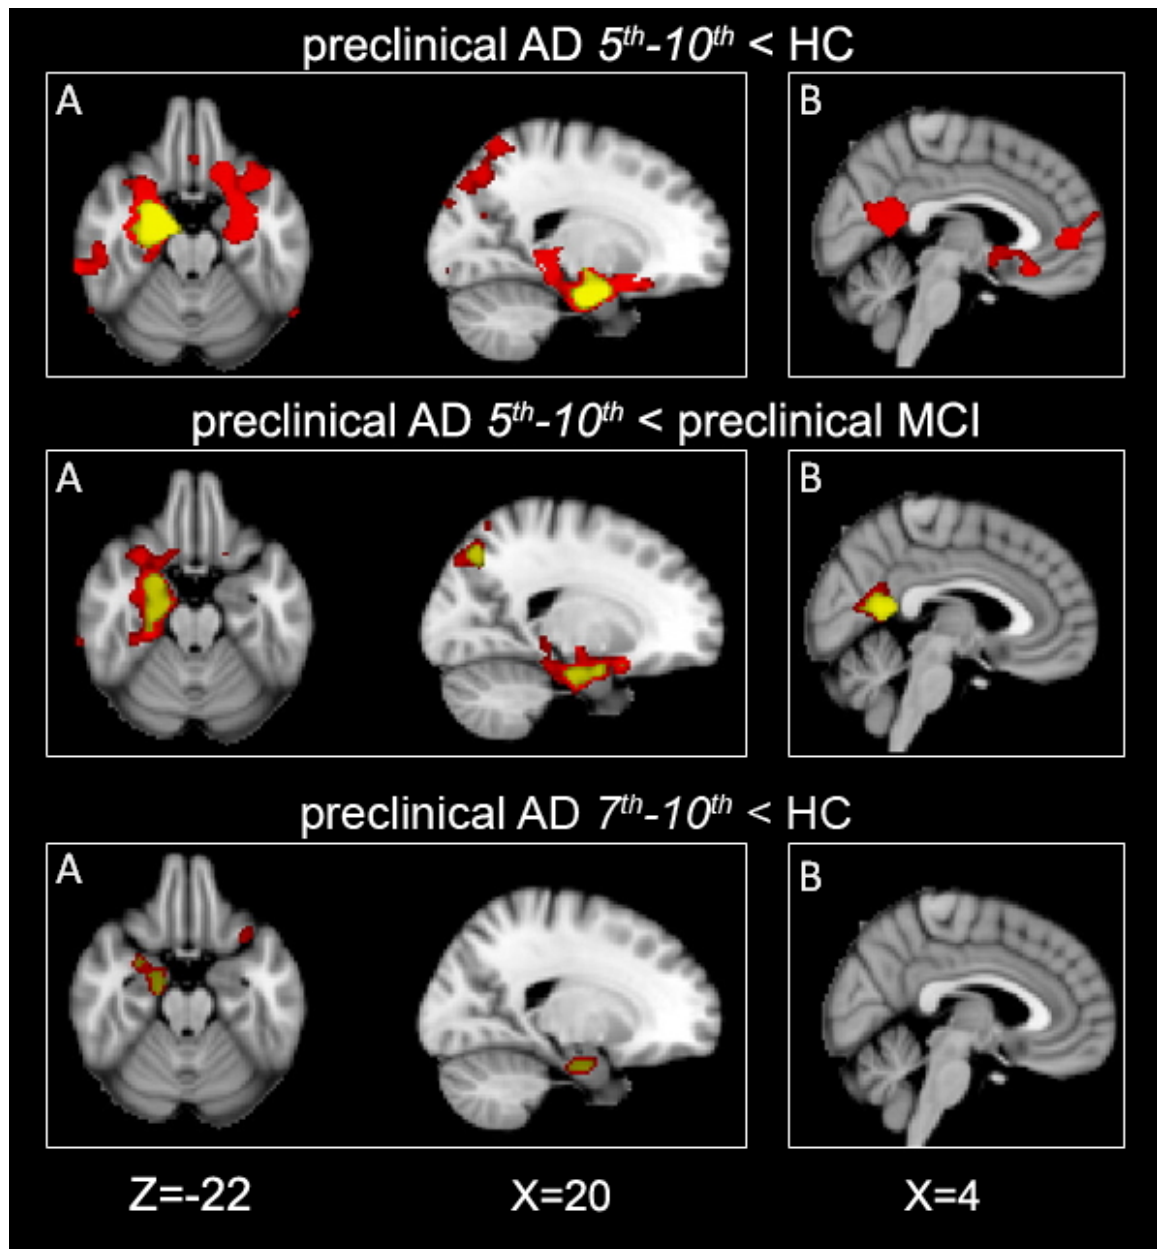 preclinical AD 5th-10th < HC
A
B
preclinical AD 5th-10th < preclinical MCI
A
B
preclinical AD 7th-10th < HC
A
B
Z=-22 X=20 X=4